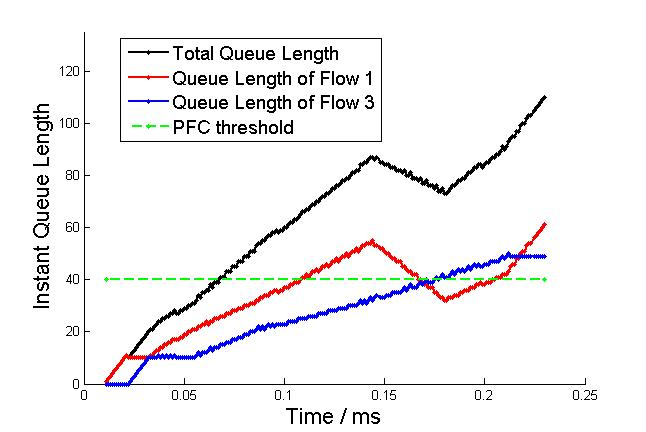 Total Queue Length
Queue Length of Flow 1
Queue Length of Flow 3
PFC threshold
Instant Queue Length
120
100
80
60
40
20
0
0
0.05
0.1
0.15
0.2
0.25
Time / ms